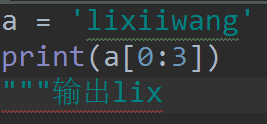 a = 'lixiiwang'
print(a[0:3])
"""输出lix